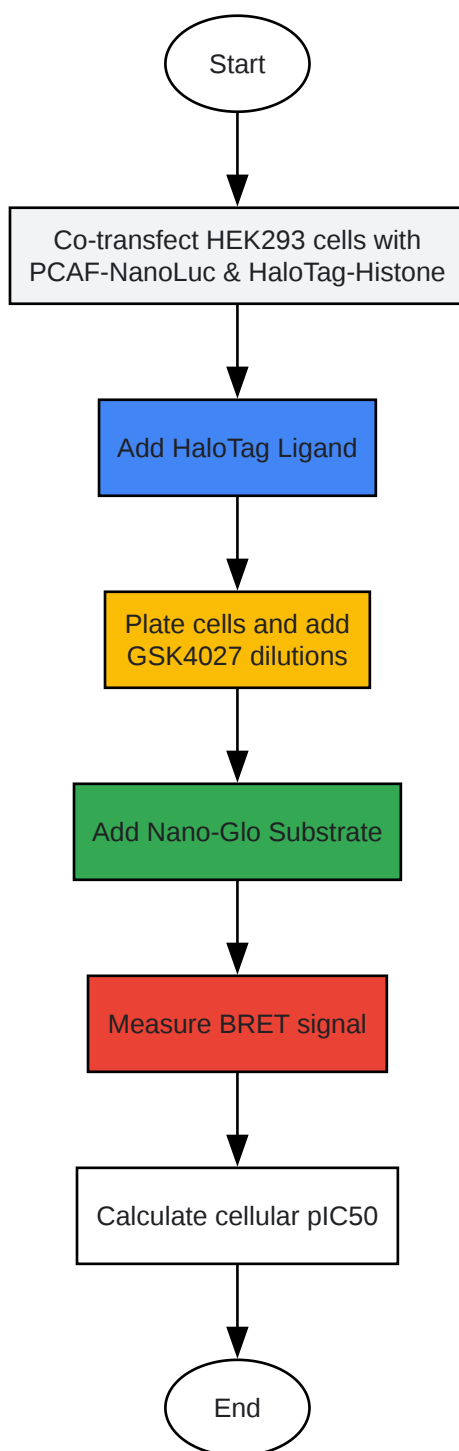 Start
Co-transfect HEK293 cells with
PCAF-NanoLuc & HaloTag-Histone
Add HaloTag Ligand
Plate cells and add
GSK4027 dilutions
Add Nano-Glo Substrate
Measure BRET signal
Calculate cellular pIC50
End